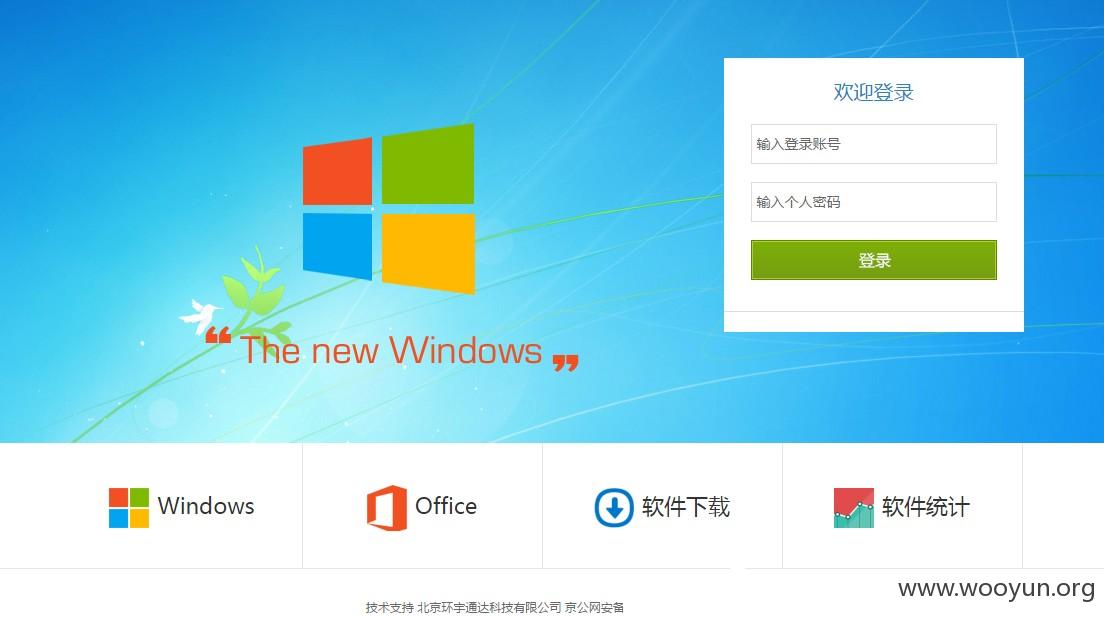 欢迎登录
输入登录账号
输入个人密码
登录
“ The new Windows ”
Windows
Office
软件下载
软件统计
www.wooyun.org
技术支持 北京环宇通达科技有限公司 京公网安备